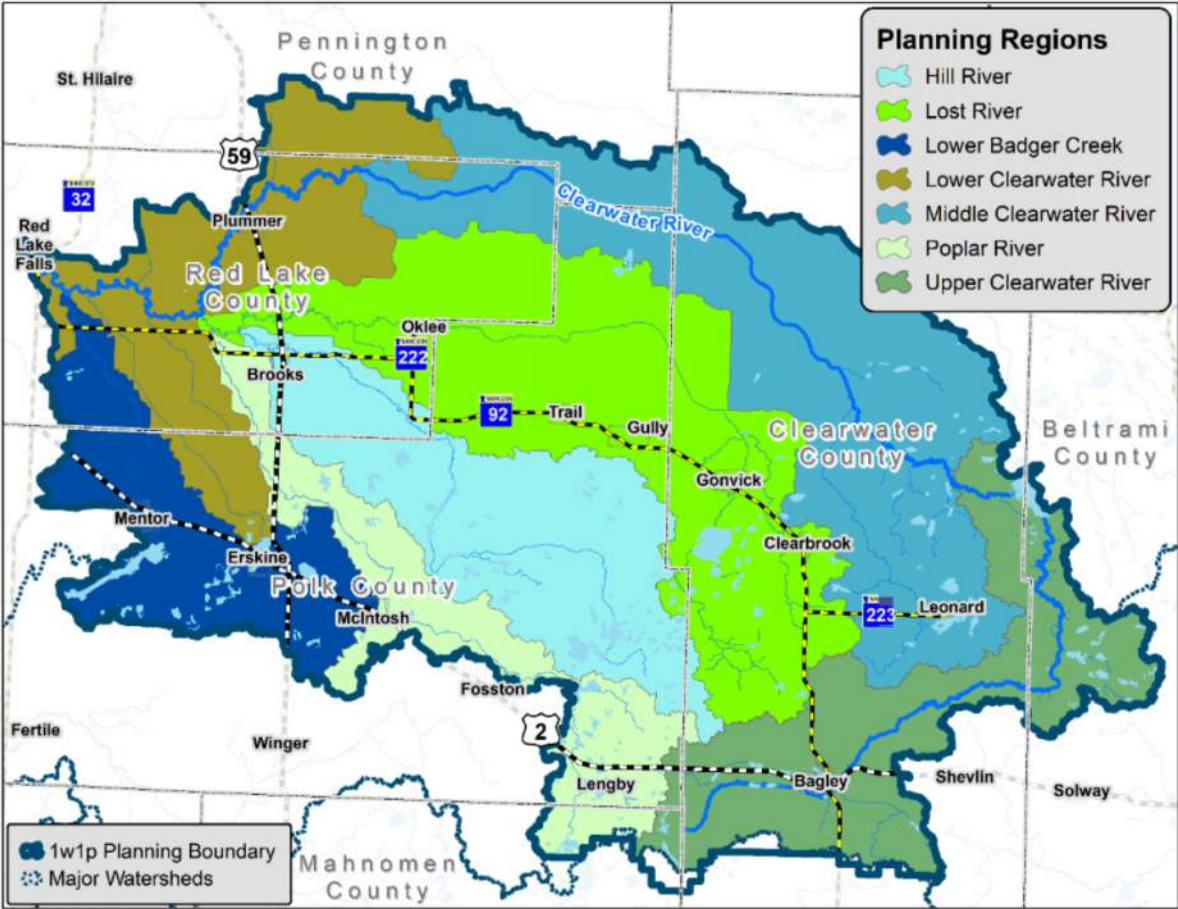 Pennington
County
St. Hilaire
59
32
Plummer
Red
Lake
Falls
Clearwater River
Red Lake
County
Oklee
222
Brooks
92
Trail
Gully
Clearwater
County
Beltrami
County
Gonvick
Mentor
Clearbrook
Erskine
Polk County
McIntosh
223
Leonard
Fosston
2
Fertile
Winger
Lengby
Bagley
Shevlin
Solway
Mahnomen
County
Planning Regions
Hill River
Lost River
Lower Badger Creek
Lower Clearwater River
Middle Clearwater River
Poplar River
Upper Clearwater River
1w1p Planning Boundary
Major Watersheds